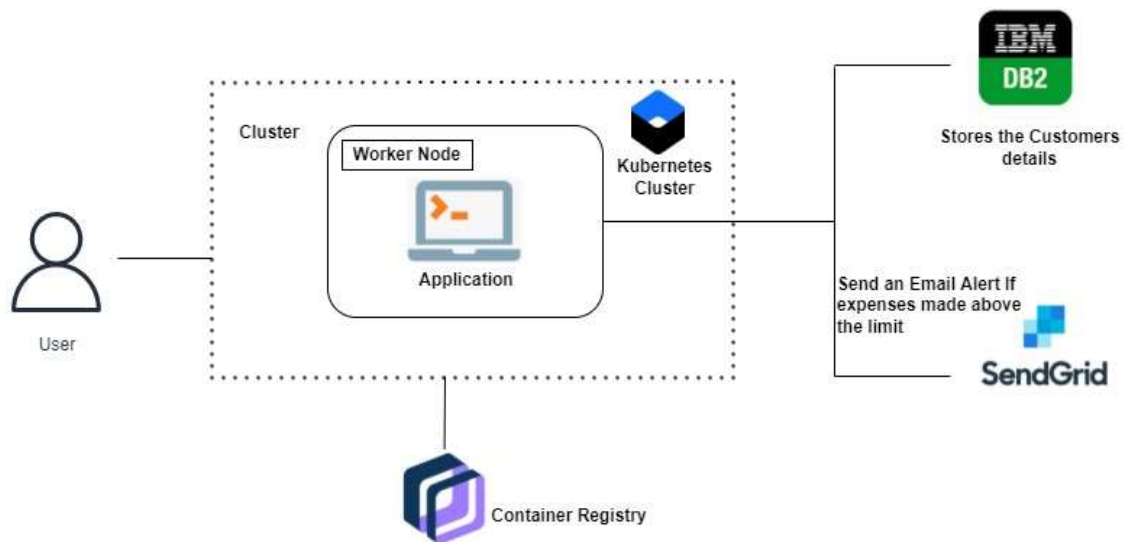 IBM
DB2
Stores the Customers
details
Cluster
Worker Node
Kubernetes
Cluster
Application
User
Send an Email Alert If
expenses made above
the limit
SendGrid
Container Registry